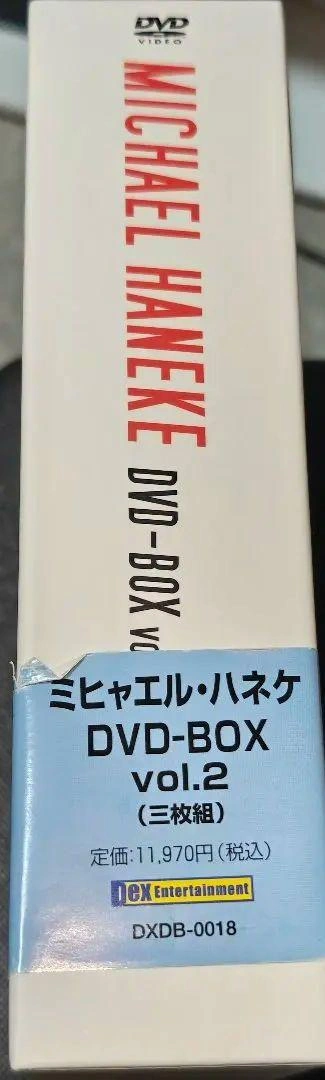 DVD
VIDEO
MICHAEL HANEKE DVD-BOX
ミヒャエル・ハネケ
DVD-BOX
vol.2
(三枚組)
定価:11,970円(税込)
Dex Entertainment
DXDB-0018